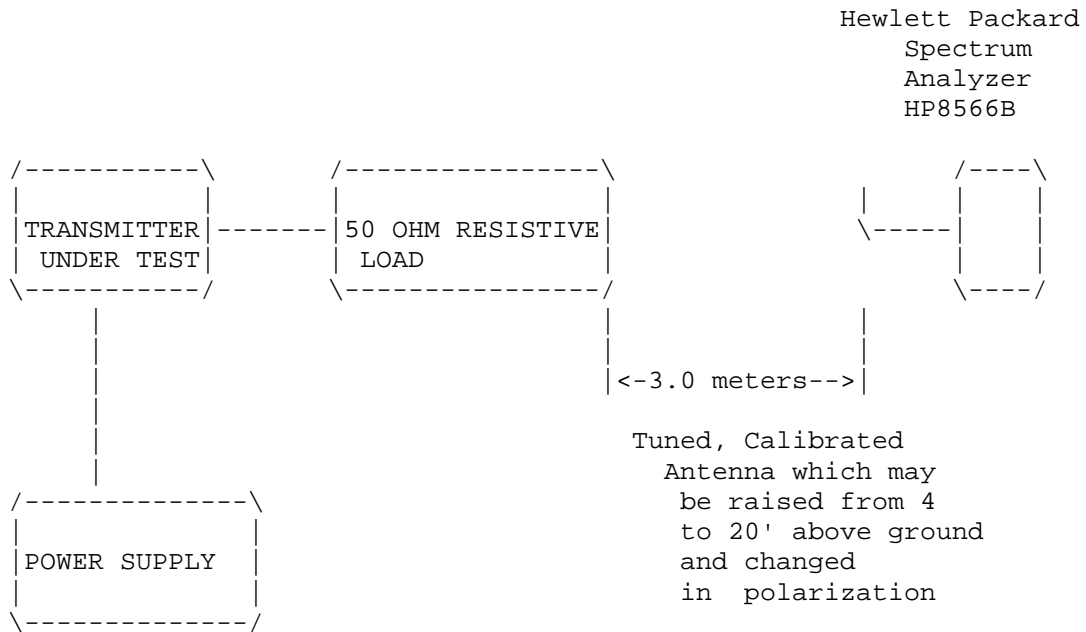 Hewlett Packard
Spectrum
Analyzer
HP8566B
TRANSMITTER
UNDER TEST
50 OHM RESISTIVE
LOAD
<-3.0 meters-->
Tuned, Calibrated
Antenna which may
be raised from 4
to 20' above ground
and changed
in polarization
POWER SUPPLY